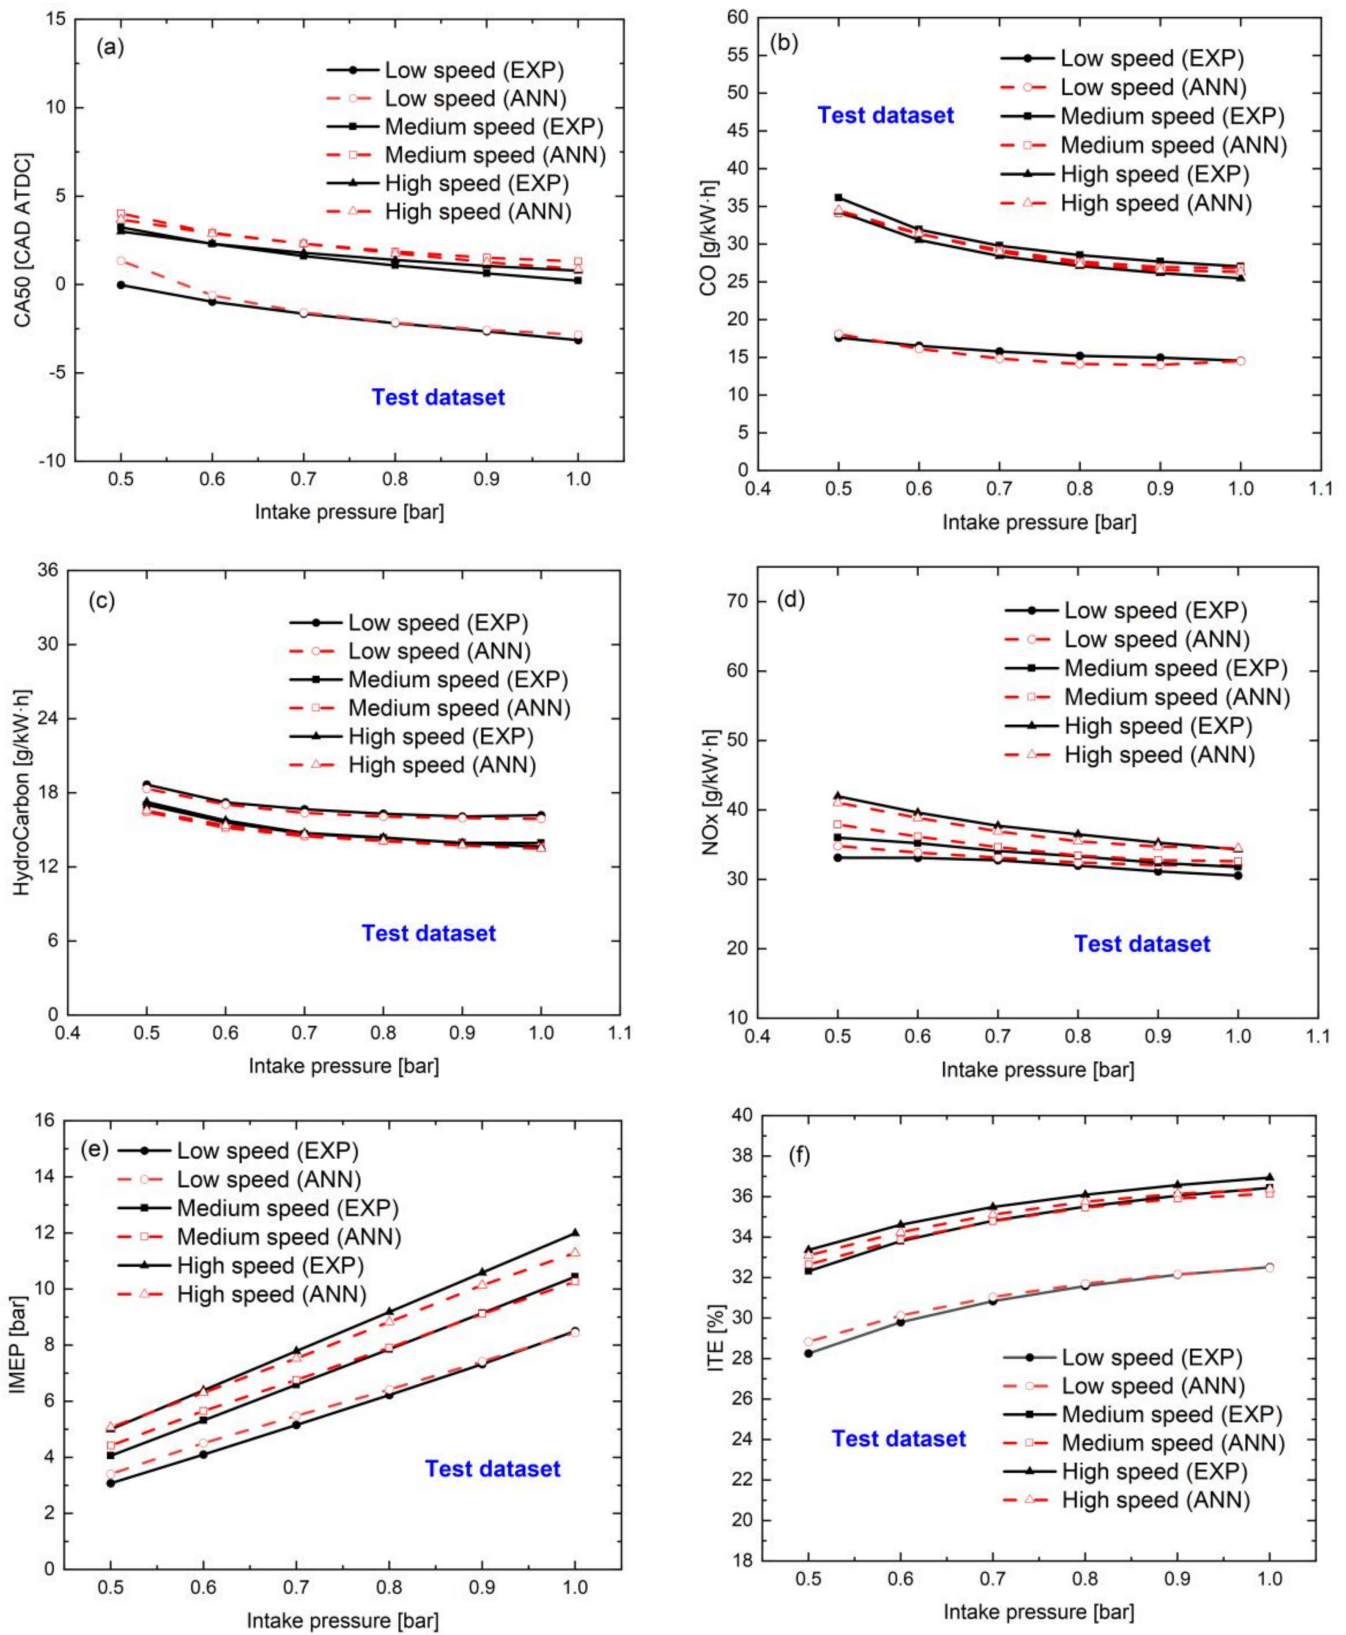 (a)
Low speed (EXP)
Low speed (ANN)
Medium speed (EXP)
Medium speed (ANN)
High speed (EXP)
High speed (ANN)
Test dataset
CA50 [CAD ATDC]
15
10
5
0
-5
-10
0.5 0.6 0.7 0.8 0.9 1.0
Intake pressure [bar]
(b)
Low speed (EXP)
Low speed (ANN)
Medium speed (EXP)
Medium speed (ANN)
High speed (EXP)
High speed (ANN)
Test dataset
CO [g/kW·h]
60
55
50
45
40
35
30
25
20
15
10
5
0
0.4 0.5 0.6 0.7 0.8 0.9 1.0 1.1
Intake pressure [bar]
(c)
Low speed (EXP)
Low speed (ANN)
Medium speed (EXP)
Medium speed (ANN)
High speed (EXP)
High speed (ANN)
Test dataset
HydroCarbon [g/kW·h]
36
30
24
18
12
6
0
0.4 0.5 0.6 0.7 0.8 0.9 1.0 1.1
Intake pressure [bar]
(d)
Low speed (EXP)
Low speed (ANN)
Medium speed (EXP)
Medium speed (ANN)
High speed (EXP)
High speed (ANN)
Test dataset
NOx [g/kW·h]
70
60
50
40
30
20
10
0.4 0.5 0.6 0.7 0.8 0.9 1.0 1.1
Intake pressure [bar]
(e)
Low speed (EXP)
Low speed (ANN)
Medium speed (EXP)
Medium speed (ANN)
High speed (EXP)
High speed (ANN)
Test dataset
IMEP [bar]
16
14
12
10
8
6
4
2
0
0.5 0.6 0.7 0.8 0.9 1.0
Intake pressure [bar]
(f)
Low speed (EXP)
Low speed (ANN)
Medium speed (EXP)
Medium speed (ANN)
High speed (EXP)
High speed (ANN)
Test dataset
ITE [%]
40
38
36
34
32
30
28
26
24
22
20
18
0.5 0.6 0.7 0.8 0.9 1.0
Intake pressure [bar]